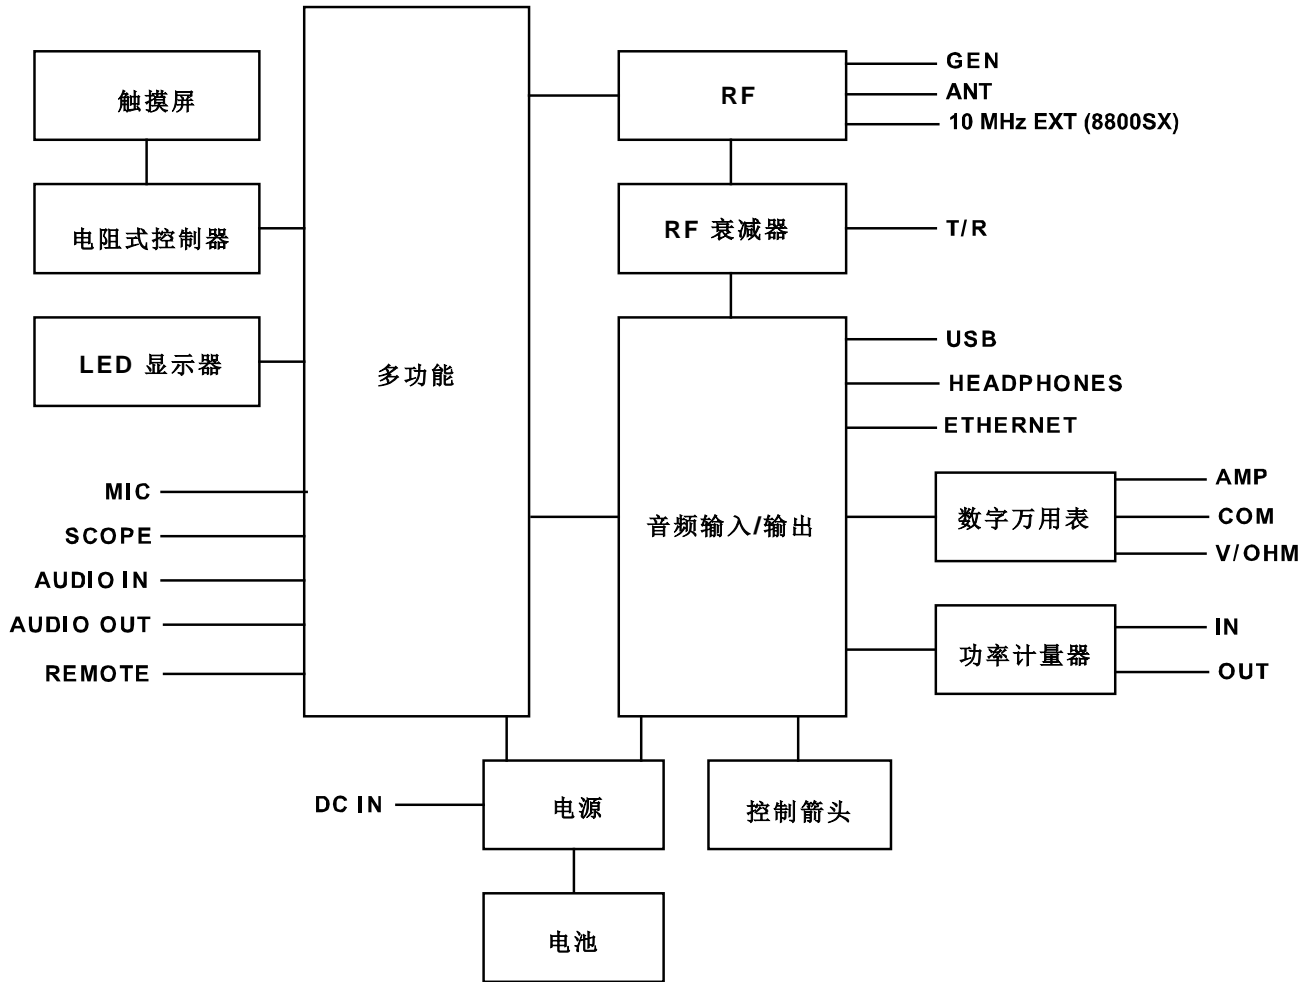 GEN
触摸屏
RF
ANT
10 MHz EXT (8800SX)
电阻式控制器
RF 衰减器
T/R
LED 显示器
多功能
USB
HEADPHONES
ETHERNET
MIC
SCOPE
AUDIO IN
AUDIO OUT
REMOTE
音频输入/输出
数字万用表
AMP
COM
V/OHM
功率计量器
IN
OUT
DC IN
电源
控制箭头
电池